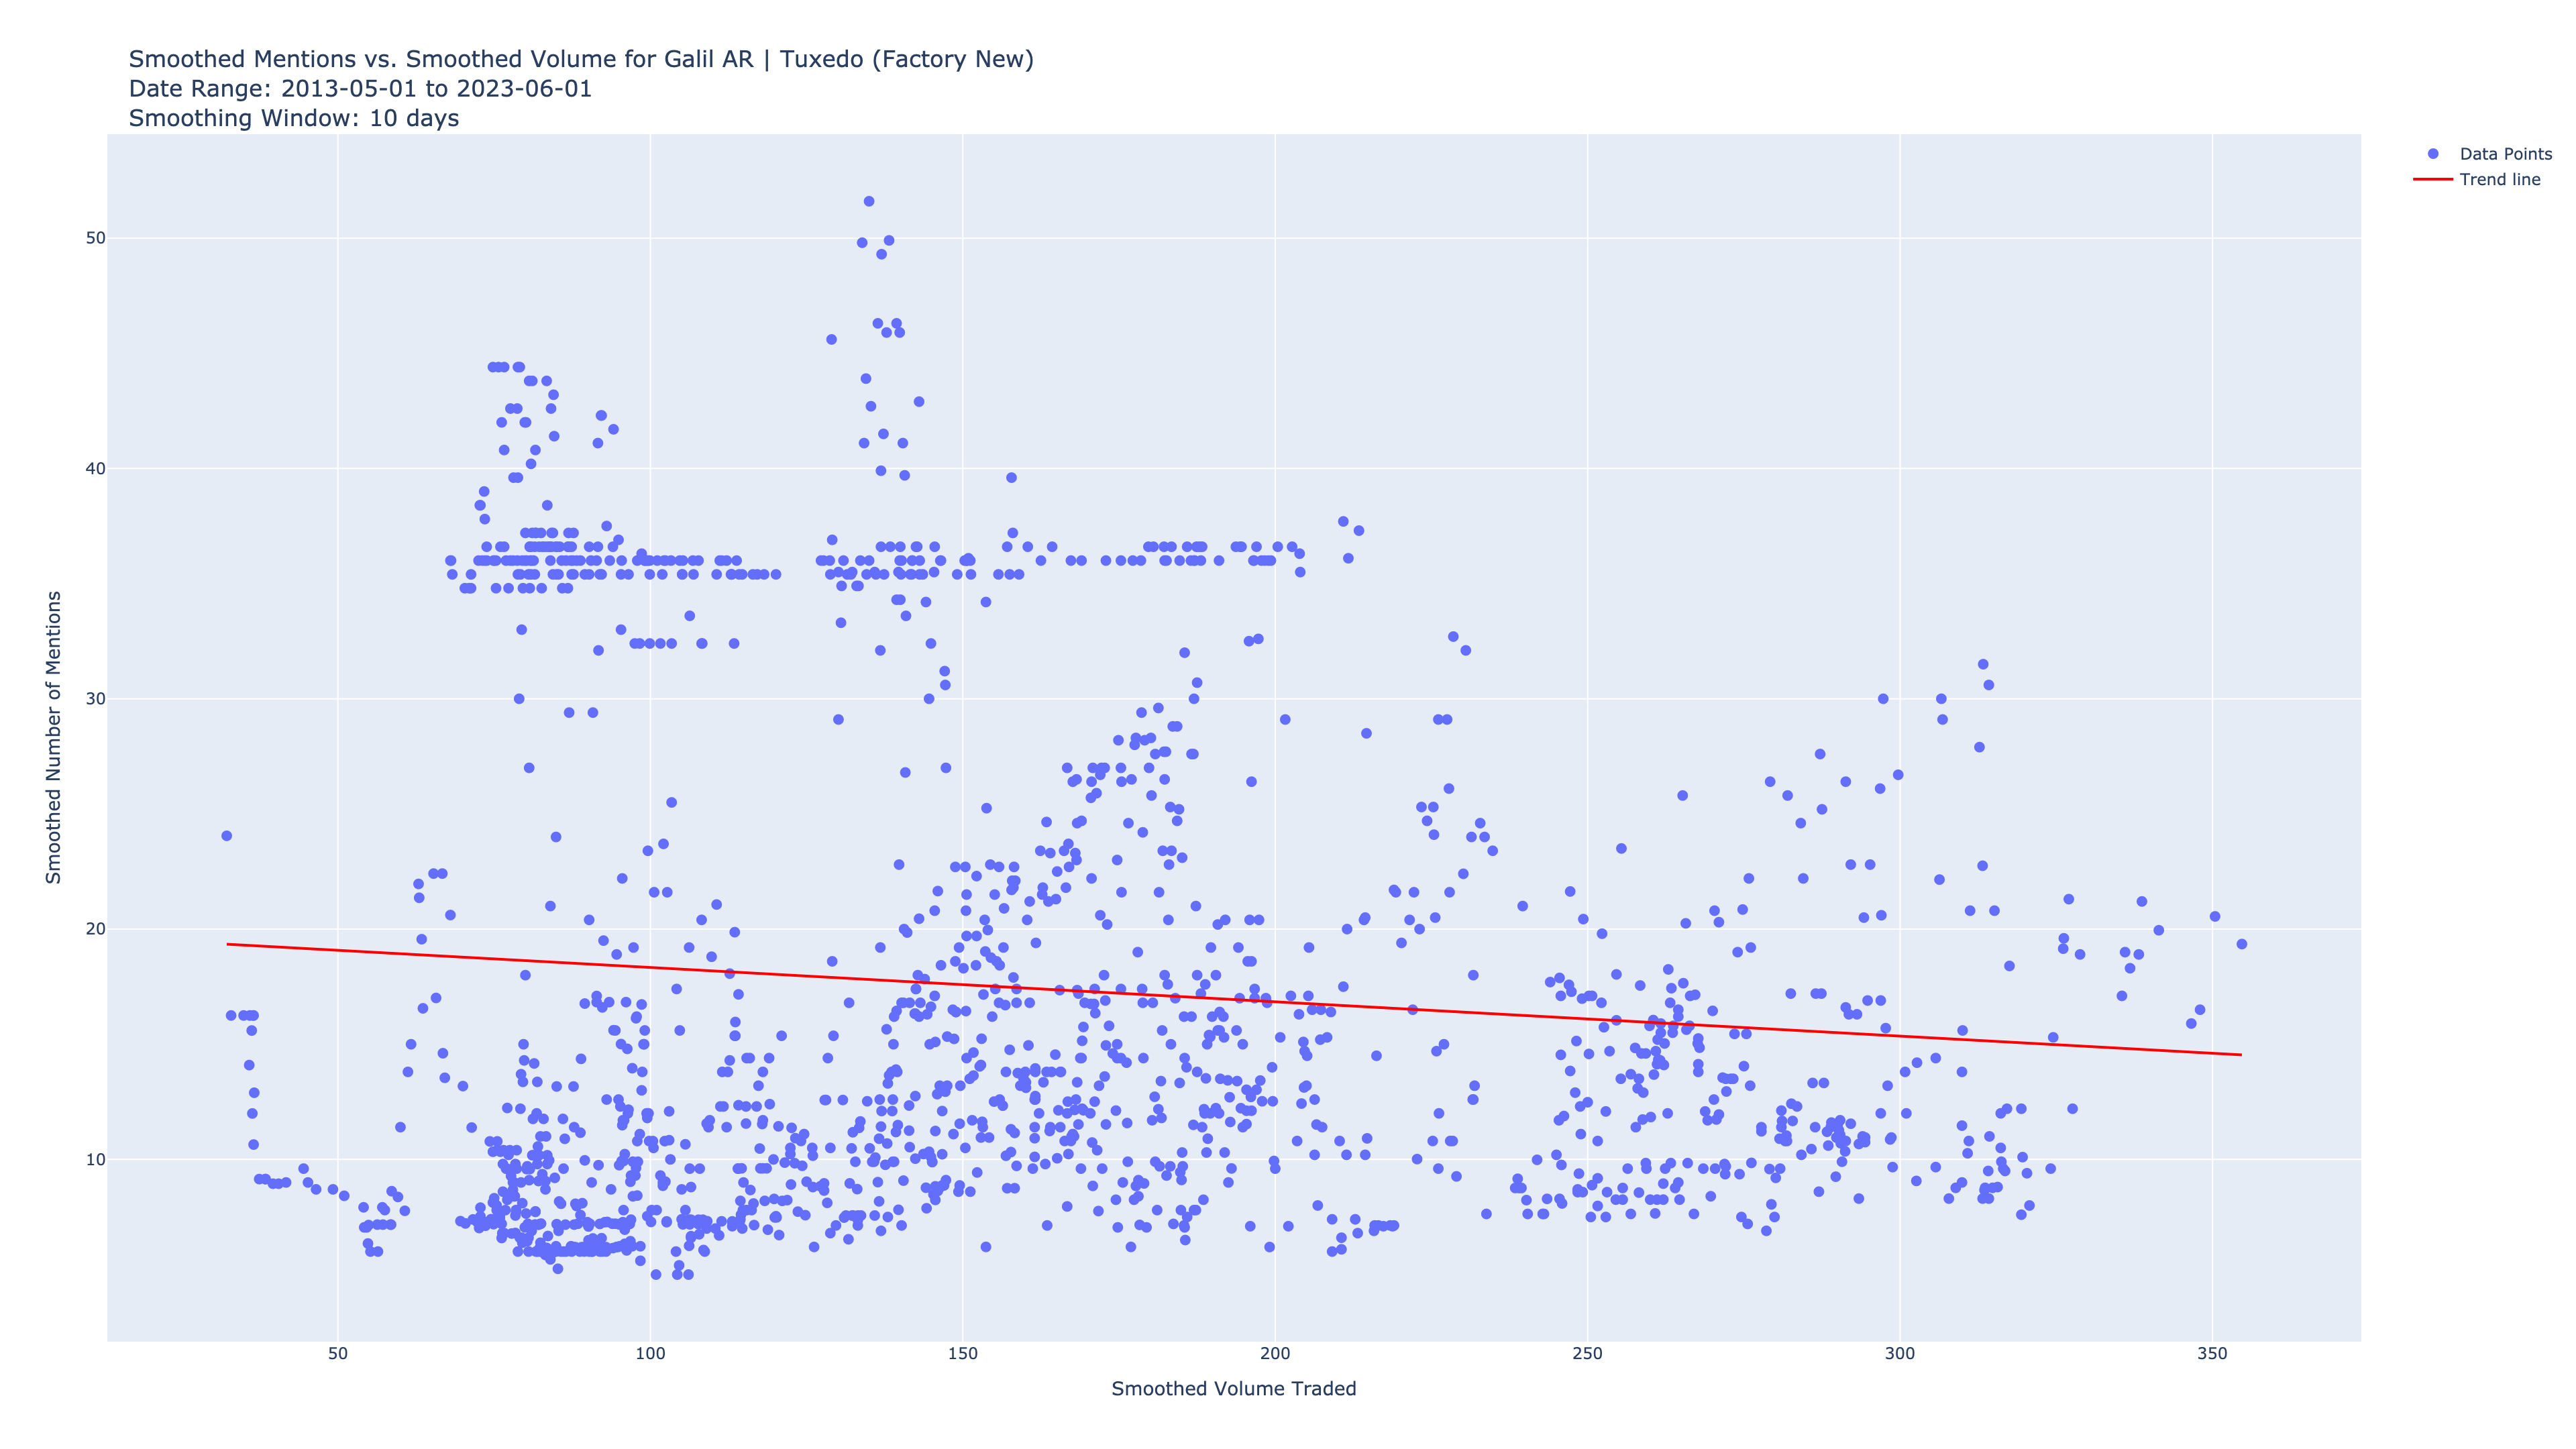 Smoothed Mentions vs. Smoothed Volume for Galil AR | Tuxedo (Factory New)
Date Range: 2013-05-01 to 2023-06-01
Smoothing Window: 10 days
Data Points
Trend line
50
40
30
20
10
Smoothed Number of Mentions
50
100
150
200
250
300
350
Smoothed Volume Traded